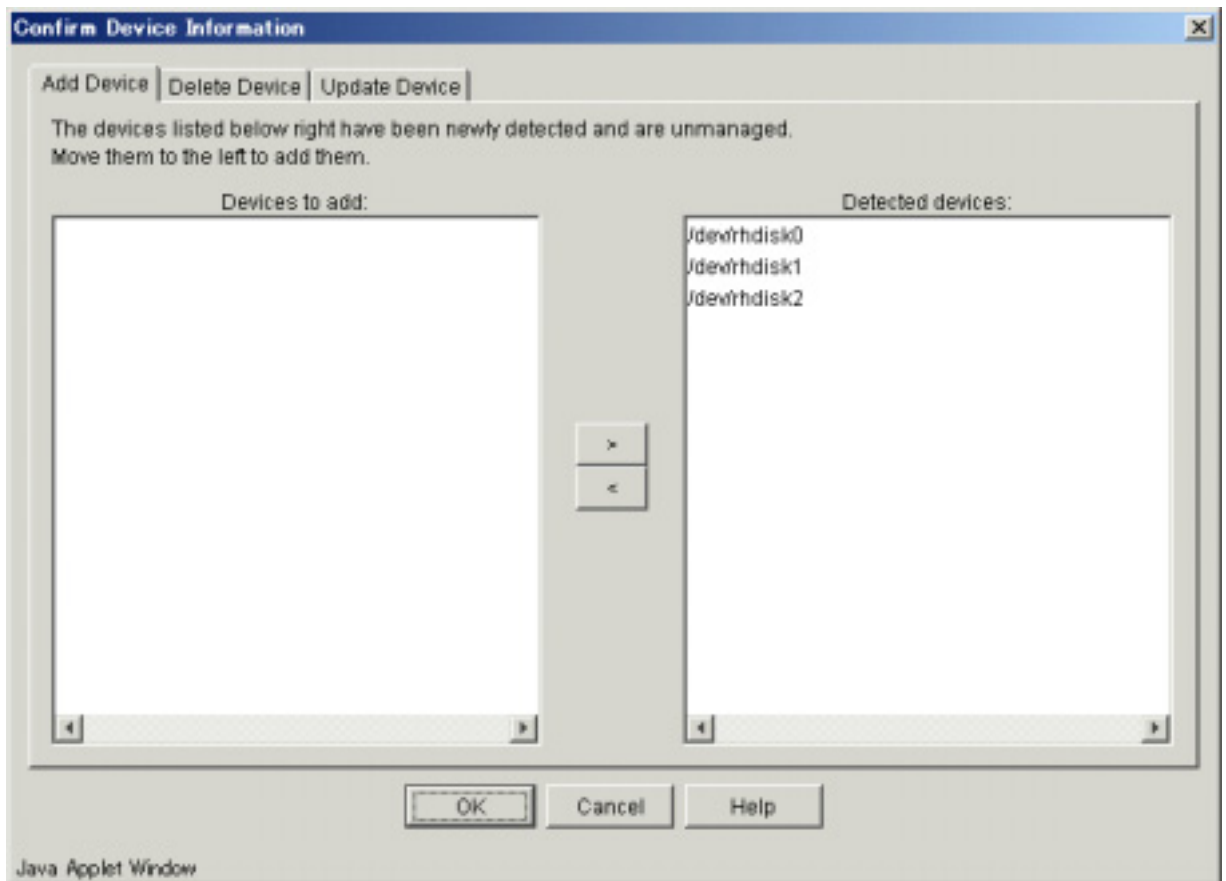 Confirm Device Information
Add Device Delete Device Update Device
The devices listed below right have been newly detected and are unmanaged.
Move them to the left to add them.
Devices to add: Detected devices:
/dev/rhdisk0
/dev/rhdisk1
/dev/rhdisk2
>
<
OK Cancel Help
Java Applet Window